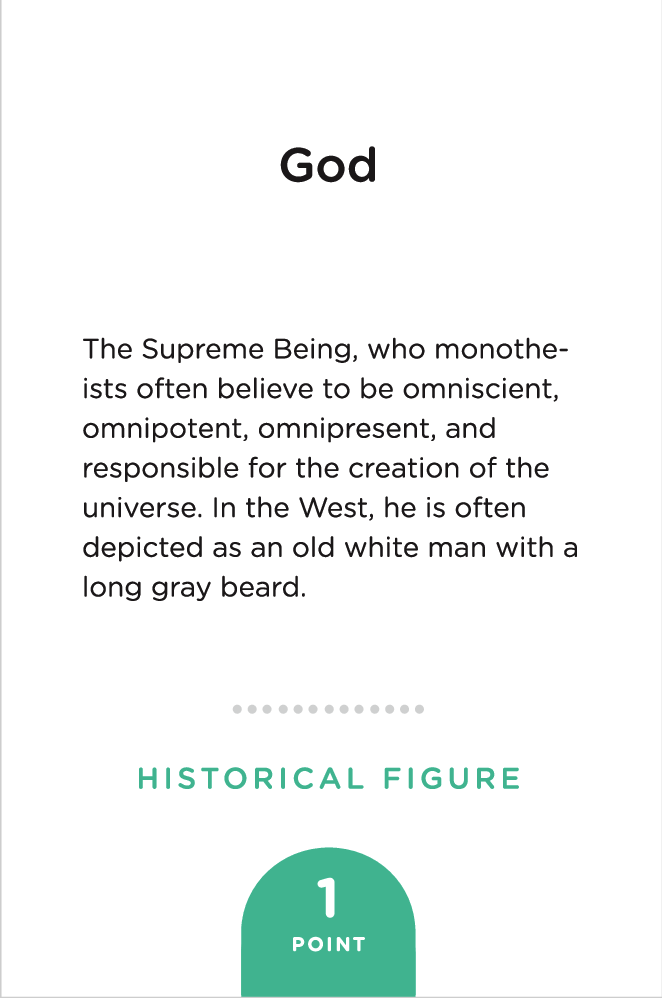 God
The Supreme Being, who monothe-
ists often believe to be omniscient,
omnipotent, omnipresent, and
responsible for the creation of the
universe. In the West, he is often
depicted as an old white man with a
long gray beard.
HISTORICAL FIGURE
1
POINT